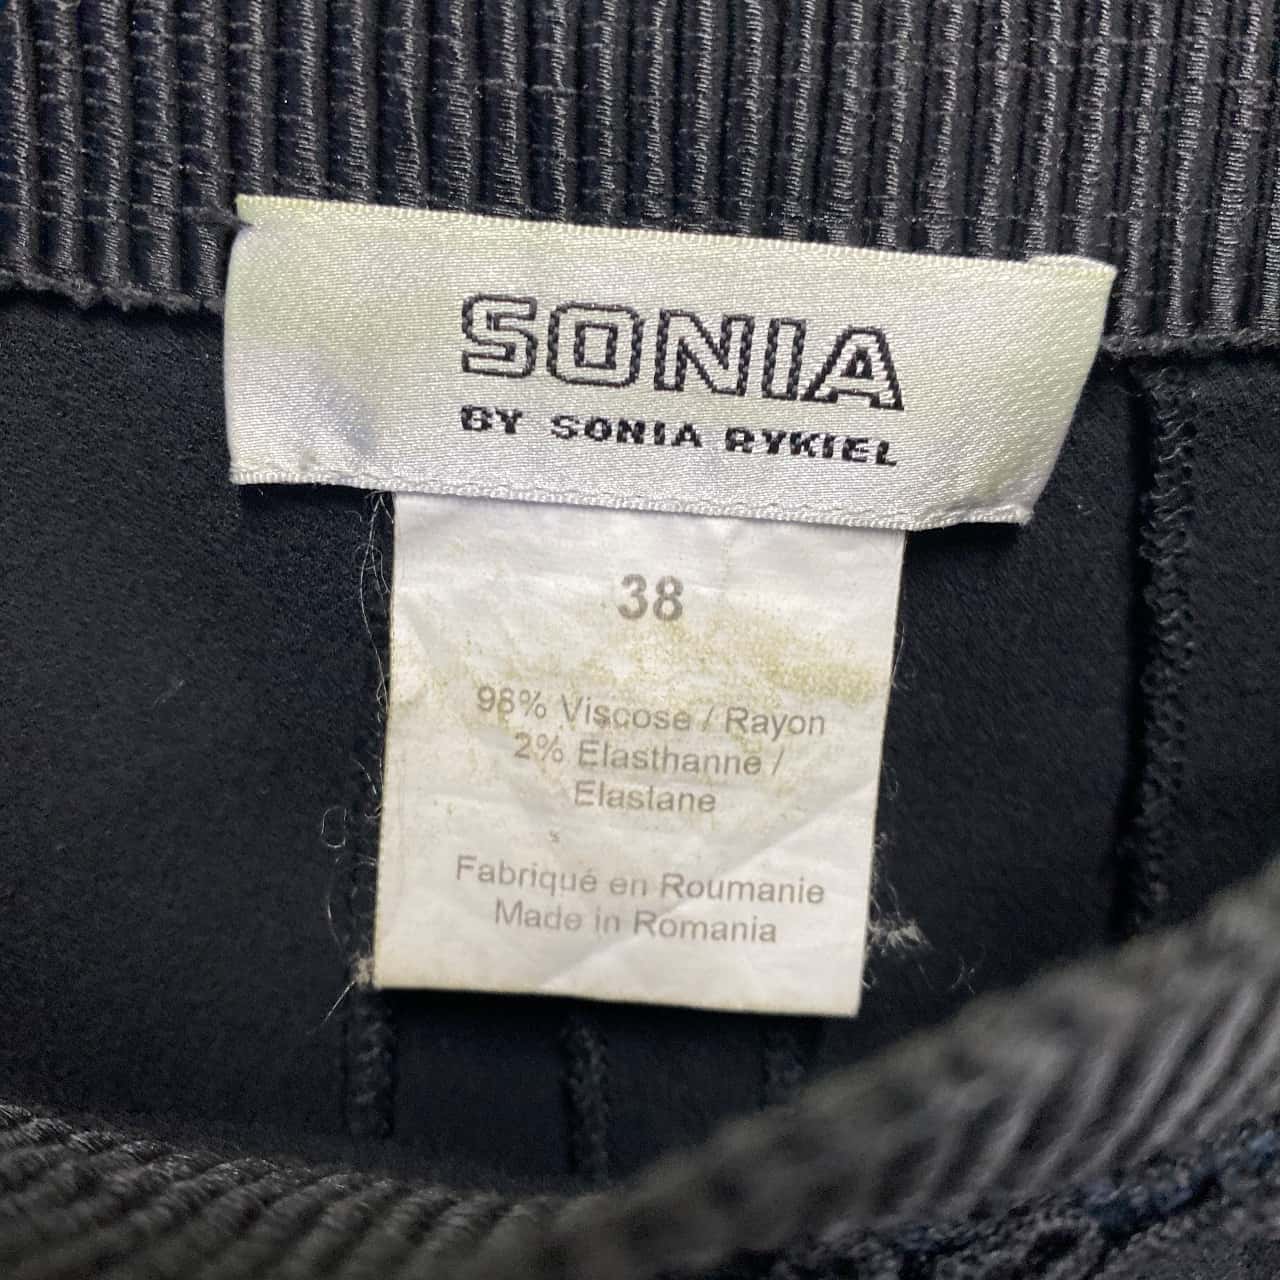 SONIA
BY SONIA RYKIEL
38
98% Viscose / Rayon
2% Elasthanne /
Elastane
Fabriqué en Roumanie
Made in Romania